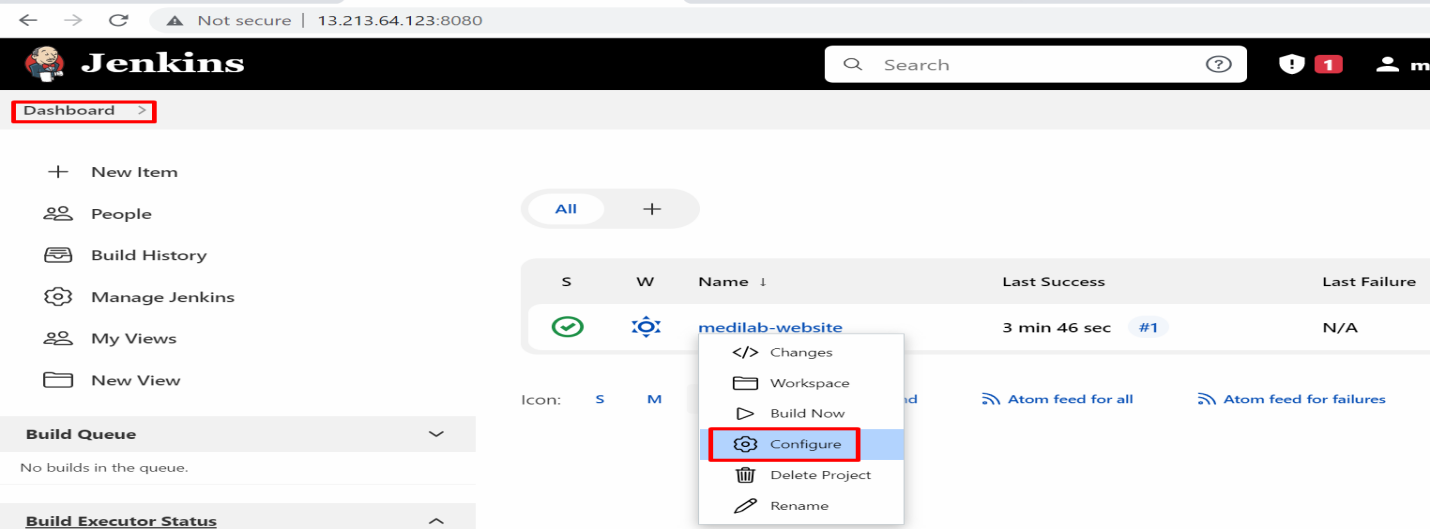 Not secure | 13.213.64.123:8080
Jenkins
Search
1
m
Dashboard >
New Item
People
Build History
Manage Jenkins
My Views
New View
Build Queue
No builds in the queue.
Build Executor Status
All +
S W Name ↓ Last Success Last Failure
medilab-website 3 min 46 sec #1 N/A
Changes
Workspace
Build Now
Configure
Delete Project
Rename
Icon: S M nd Atom feed for all Atom feed for failures